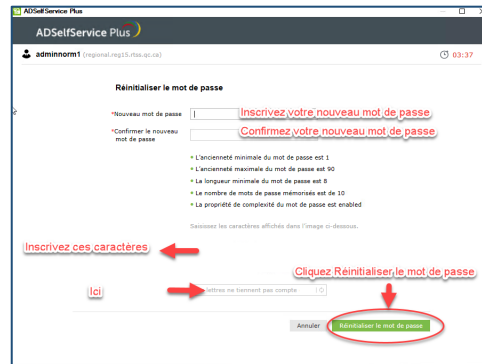 ADSelfService Plus
ADSelfService Plus
adminnorm1 (regional.reg15.rtss.qc.ca)
03:37
Réinitialiser le mot de passe
*Nouveau mot de passe
Inscrivez votre nouveau mot de passe
*Confirmer le nouveau mot de passe
Confirmez votre nouveau mot de passe
L'ancienneté minimale du mot de passe est 1
L'ancienneté maximale du mot de passe est 90
La longueur minimale du mot de passe est 8
Le nombre de mots de passe mémorisés est de 10
La propriété de complexité du mot de passe est enabled
Saisissez les caractères affichés dans l'image ci-dessous.
Inscrivez ces caractères
Cliquez Réinitialiser le mot de passe
Ici
lettres ne tiennent pas compte
Annuler
Réinitialiser le mot de passe